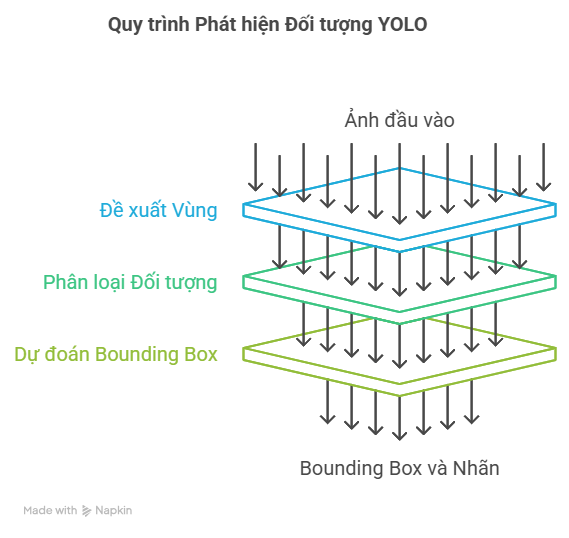 Quy trình Phát hiện Đối tượng YOLO
Ảnh đầu vào
Đề xuất Vùng
Phân loại Đối tượng
Dự đoán Bounding Box
Bounding Box và Nhãn
Made with Napkin